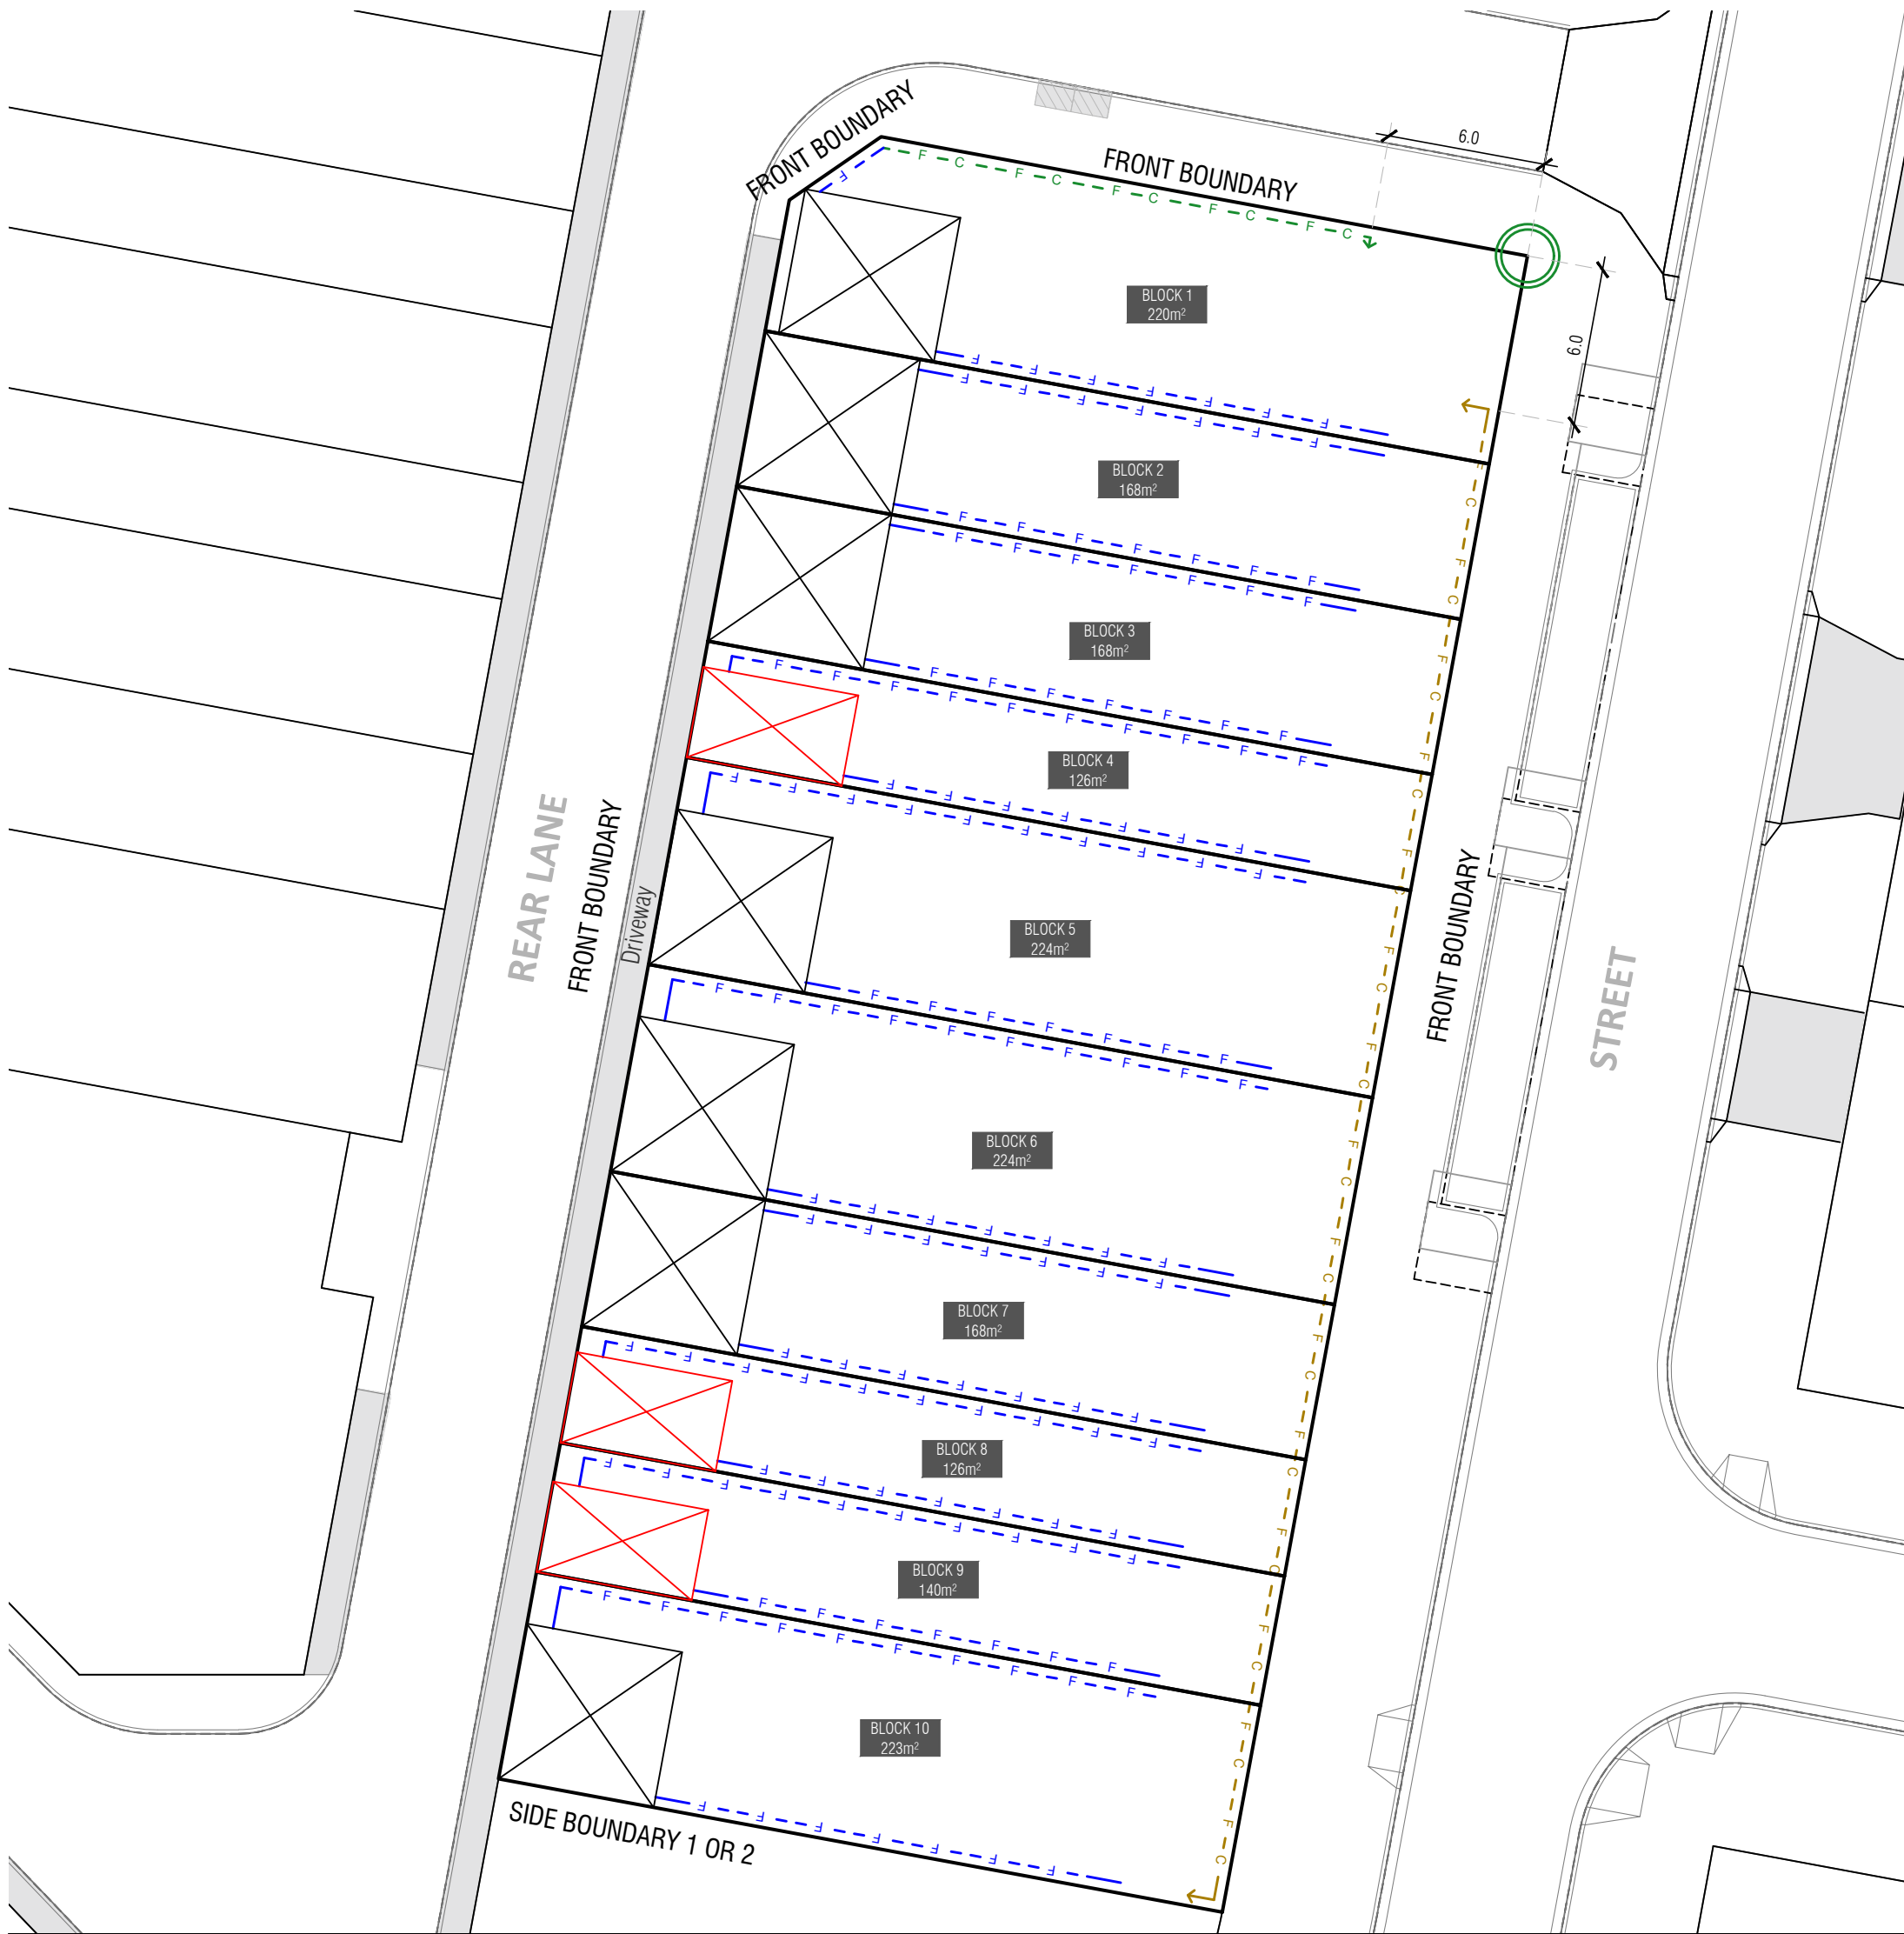 FRONT BOUNDARY
FRONT BOUNDARY
6.0
F C F C F C F C F C
F
BLOCK 1
220m²
6.0
F F F F F F
F F F F F F F
BLOCK 2
168m²
F F F F F F F
F F F F F F F
BLOCK 3
168m²
F F F F F F F
F F F F F F F F F
BLOCK 4
126m²
REAR LANE
FRONT BOUNDARY
Driveway
F F F F F F F
F F F F F F F F F
BLOCK 5
224m²
FRONT BOUNDARY
STREET
F F F F F F F
F F F F F F F F F
BLOCK 6
224m²
F F F F F F F
F F F F F F F
BLOCK 7
168m²
F F F F F F F
F F F F F F F F F
BLOCK 8
126m²
F F F F F F F
F F F F F F F F F
BLOCK 9
140m²
F F F F F F F
F F F F F F F F F
BLOCK 10
223m²
F F F F F F F
C F C F C F C F C F C F C F C F C F C F C F C F C F C F C
SIDE BOUNDARY 1 OR 2